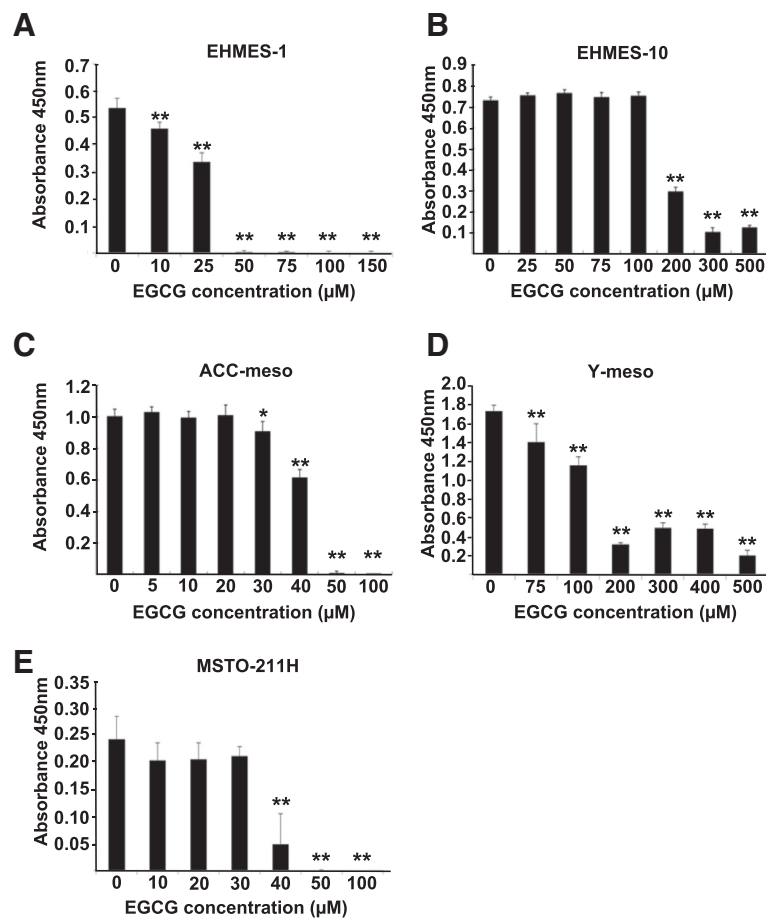 A
EHMES-1
Absorbance 450nm
0.7
0.6
0.5
0.4
0.3
0.2
0.1
** ** ** ** ** **
0 10 25 50 75 100 150
EGCG concentration (µM)
B
EHMES-10
Absorbance 450nm
0.9
0.8
0.7
0.6
0.5
0.4
0.3
0.2
0.1
** ** **
0 25 50 75 100 200 300 500
EGCG concentration (µM)
C
ACC-meso
Absorbance 450nm
1.2
1.0
0.8
0.6
0.4
0.2
* ** ** **
0 5 10 20 30 40 50 100
EGCG concentration (µM)
D
Y-meso
Absorbance 450nm
2.0
1.8
1.6
1.4
1.2
1.0
0.8
0.6
0.4
0.2
** ** ** ** ** **
0 75 100 200 300 400 500
EGCG concentration (µM)
E
MSTO-211H
Absorbance 450nm
0.35
0.30
0.25
0.20
0.15
0.10
0.05
** ** **
0 10 20 30 40 50 100
EGCG concentration (µM)